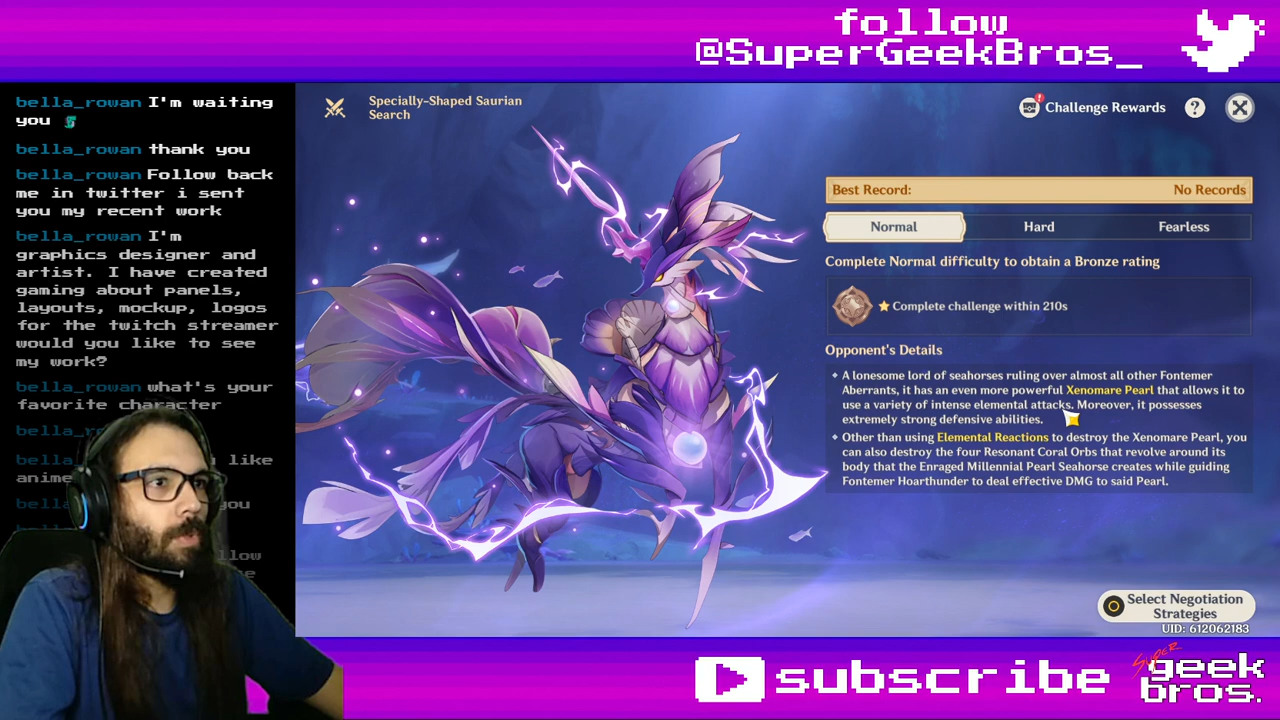 follow
@SuperGeekBros_
bella_rowan I'm waiting
you
bella_rowan thank you
bella_rowan Follow back
me in twitter i sent
you my recent work
bella_rowan I'm
graphics designer and
artist. I have created
gaming about panels,
layouts, mockup, logos
for the twitch streamer
would you like to see
my work?
bella_rowan what's your
favorite character
like
anime
you
Specially-Shaped Saurian
Search
Challenge Rewards
?
Best Record:
No Records
Normal
Hard
Fearless
Complete Normal difficulty to obtain a Bronze rating
Complete challenge within 210s
Opponent's Details
A lonesome lord of seahorses ruling over almost all other Fontemer
Aberrants, it has an even more powerful Xenomare Pearl that allows it to
use a variety of intense elemental attacks. Moreover, it possesses
extremely strong defensive abilities.
Other than using Elemental Reactions to destroy the Xenomare Pearl, you
can also destroy the four Resonant Coral Orbs that revolve around its
body that the Enraged Millennial Pearl Seahorse creates while guiding
Fontemer Hoarthunder to deal effective DMG to said Pearl.
Select Negotiation
Strategies
UID: 612062183
subscribe
SUPER
geek
bros.